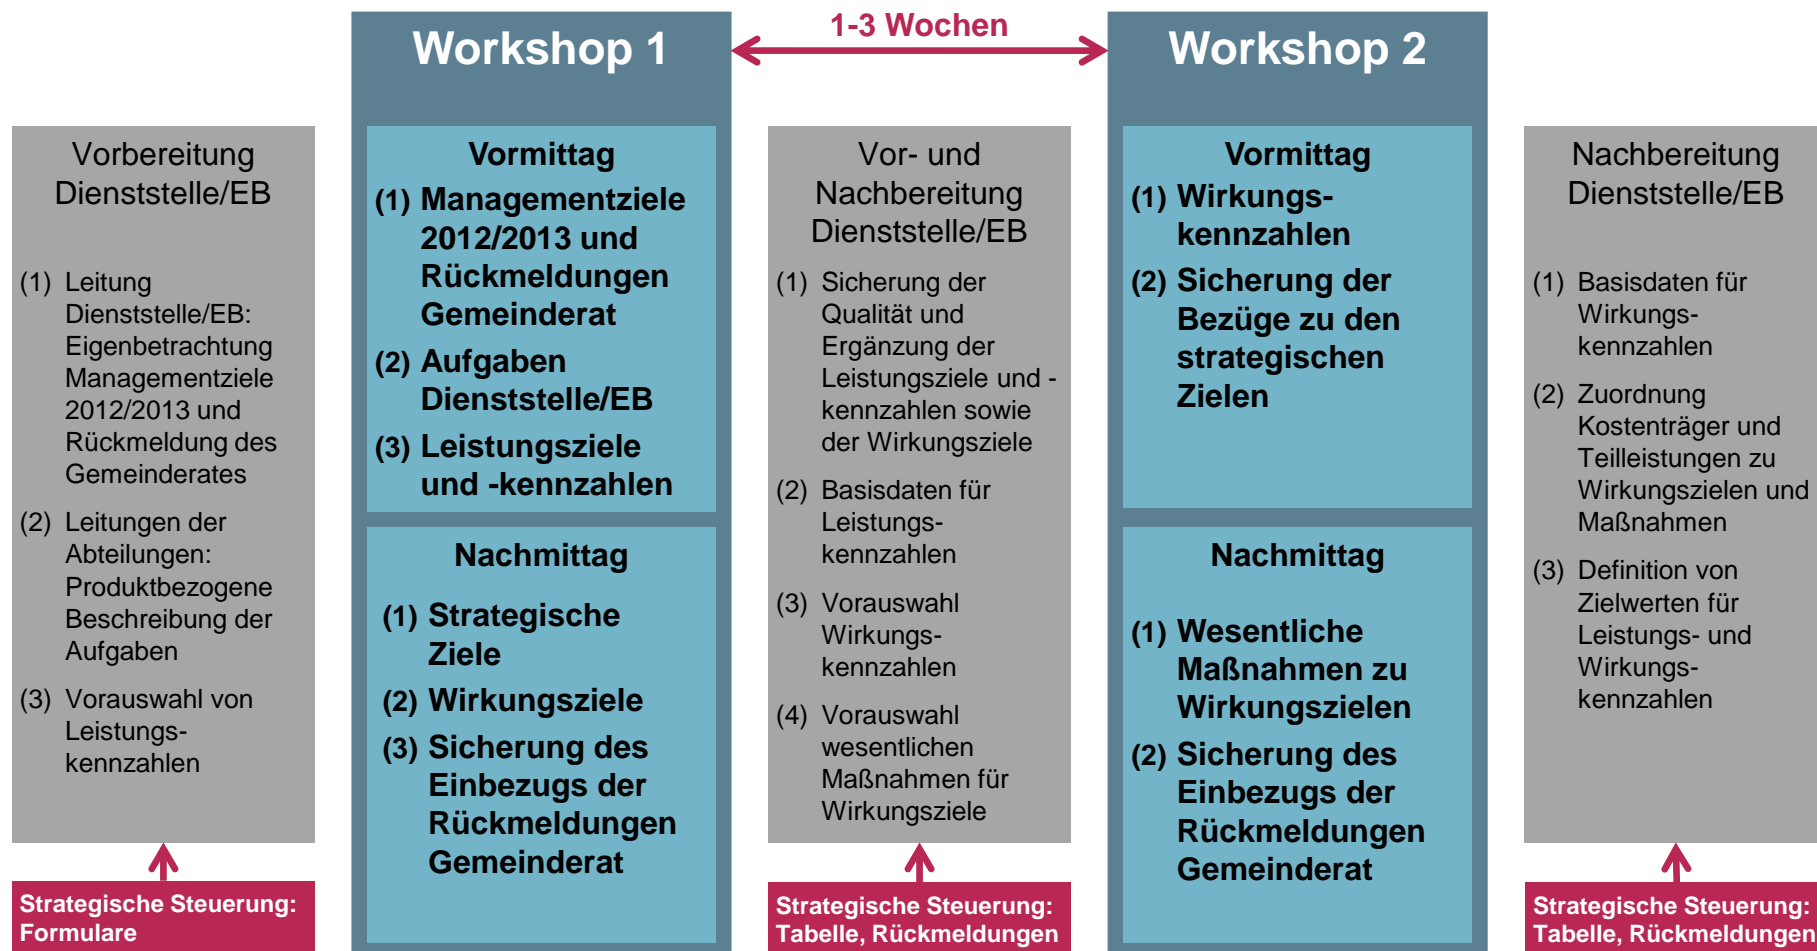 1-3 Wochen
Vorbereitung
Dienststelle/EB
(1) Leitung
Dienststelle/EB:
Eigenbetrachtung
Managementziele
2012/2013 und
Rückmeldung des
Gemeinderates
(2) Leitungen der
Abteilungen:
Produktbezogene
Beschreibung der
Aufgaben
(3) Vorauswahl von
Leistungs-
kennzahlen
Strategische Steuerung:
Formulare
Workshop 1
Vormittag
(1) Managementziele
2012/2013 und
Rückmeldungen
Gemeinderat
(2) Aufgaben
Dienststelle/EB
(3) Leistungsziele
und -kennzahlen
Nachmittag
(1) Strategische
Ziele
(2) Wirkungsziele
(3) Sicherung des
Einbezugs der
Rückmeldungen
Gemeinderat
Vor- und
Nachbereitung
Dienststelle/EB
(1) Sicherung der
Qualität und
Ergänzung der
Leistungsziele und -
kennzahlen sowie
der Wirkungsziele
(2) Basisdaten für
Leistungs-
kennzahlen
(3) Vorauswahl
Wirkungs-
kennzahlen
(4) Vorauswahl
wesentlichen
Maßnahmen für
Wirkungsziele
Strategische Steuerung:
Tabelle, Rückmeldungen
Workshop 2
Vormittag
(1) Wirkungs-
kennzahlen
(2) Sicherung der
Bezüge zu den
strategischen
Zielen
Nachmittag
(1) Wesentliche
Maßnahmen zu
Wirkungszielen
(2) Sicherung des
Einbezugs der
Rückmeldungen
Gemeinderat
Nachbereitung
Dienststelle/EB
(1) Basisdaten für
Wirkungs-
kennzahlen
(2) Zuordnung
Kostenträger und
Teilleistungen zu
Wirkungszielen und
Maßnahmen
(3) Definition von
Zielwerten für
Leistungs- und
Wirkungs-
kennzahlen
Strategische Steuerung:
Tabelle, Rückmeldungen